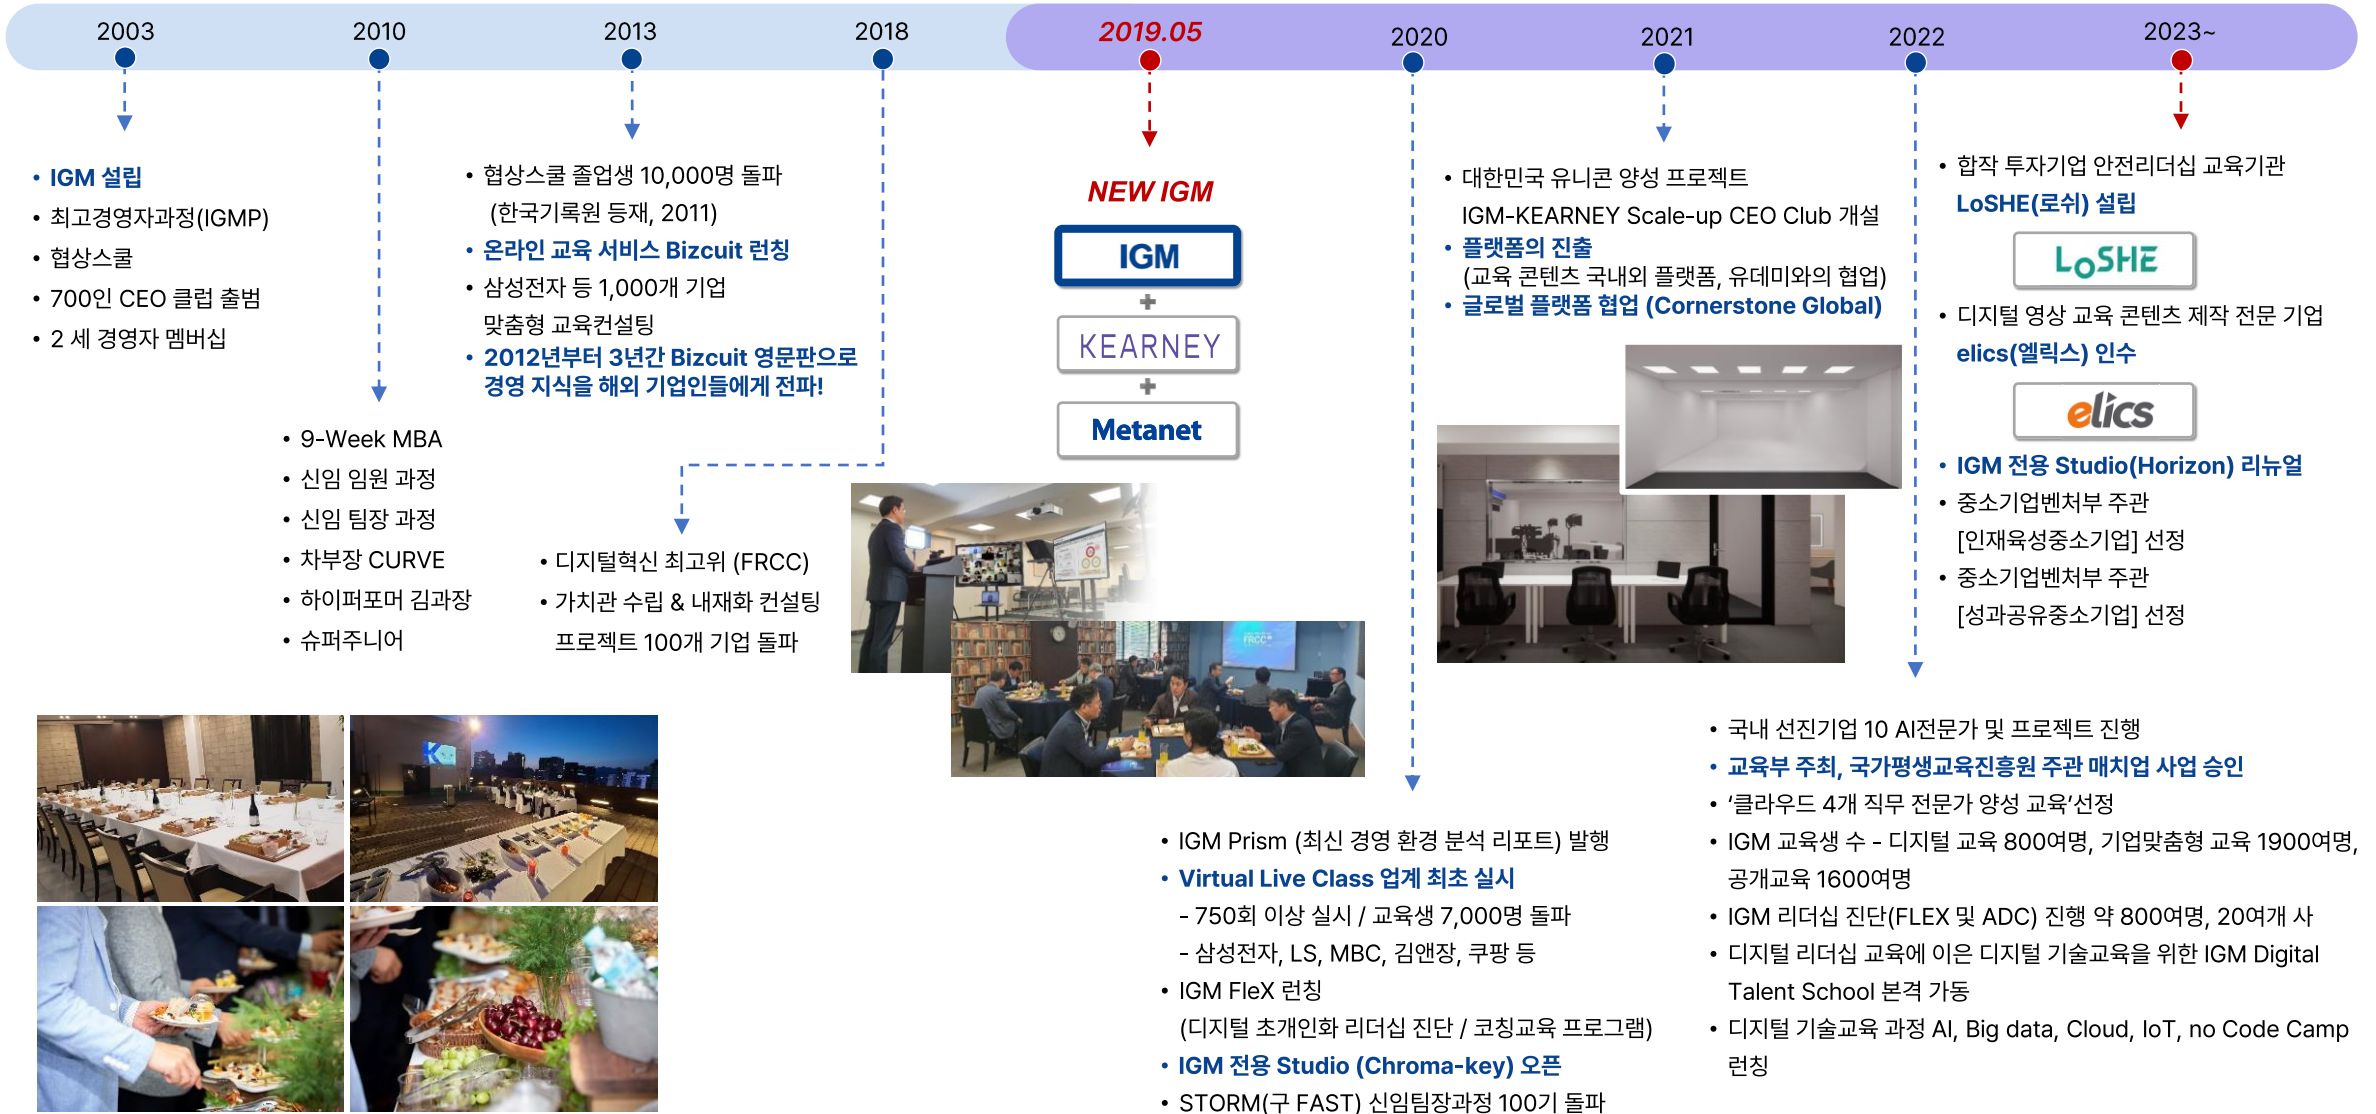 2003
2010
2013
2018
2019.05
2020
2021
2022
2023~
• IGM 설립
• 최고경영자과정(IGMP)
• 협상스쿨
• 700인 CEO 클럽 출범
• 2 세 경영자 멤버십
• 9-Week MBA
• 신임 임원 과정
• 신임 팀장 과정
• 차부장 CURVE
• 하이퍼포머 김과장
• 슈퍼주니어
• 협상스쿨 졸업생 10,000명 돌파
(한국기록원 등재, 2011)
• 온라인 교육 서비스 Bizcuit 런칭
• 삼성전자 등 1,000개 기업
맞춤형 교육컨설팅
• 2012년부터 3년간 Bizcuit 영문판으로
경영 지식을 해외 기업인들에게 전파!
• 디지털혁신 최고위 (FRCC)
• 가치관 수립 & 내재화 컨설팅
프로젝트 100개 기업 돌파
NEW IGM
IGM
+
KEARNEY
+
Metanet
FRCC
• IGM Prism (최신 경영 환경 분석 리포트) 발행
• Virtual Live Class 업계 최초 실시
- 750회 이상 실시 / 교육생 7,000명 돌파
- 삼성전자, LS, MBC, 김앤장, 쿠팡 등
• IGM FleX 런칭
(디지털 초개인화 리더십 진단 / 코칭교육 프로그램)
• IGM 전용 Studio (Chroma-key) 오픈
• STORM(구 FAST) 신임팀장과정 100기 돌파
• 대한민국 유니콘 양성 프로젝트
IGM-KEARNEY Scale-up CEO Club 개설
• 플랫폼의 진출
(교육 콘텐츠 국내외 플랫폼, 유데미와의 협업)
• 글로벌 플랫폼 협업 (Cornerstone Global)
• 국내 선진기업 10 AI전문가 및 프로젝트 진행
• 교육부 주최, 국가평생교육진흥원 주관 매치업 사업 승인
• ‘클라우드 4개 직무 전문가 양성 교육’선정
• IGM 교육생 수 - 디지털 교육 800여명, 기업맞춤형 교육 1900여명,
공개교육 1600여명
• IGM 리더십 진단(FLEX 및 ADC) 진행 약 800여명, 20여개 사
• 디지털 리더십 교육에 이은 디지털 기술교육을 위한 IGM Digital
Talent School 본격 가동
• 디지털 기술교육 과정 AI, Big data, Cloud, IoT, no Code Camp
런칭
• 합작 투자기업 안전리더십 교육기관
LoSHE(로쉬) 설립
LoSHE
• 디지털 영상 교육 콘텐츠 제작 전문 기업
elics(엘릭스) 인수
elics
• IGM 전용 Studio(Horizon) 리뉴얼
• 중소기업벤처부 주관
[인재육성중소기업] 선정
• 중소기업벤처부 주관
[성과공유중소기업] 선정